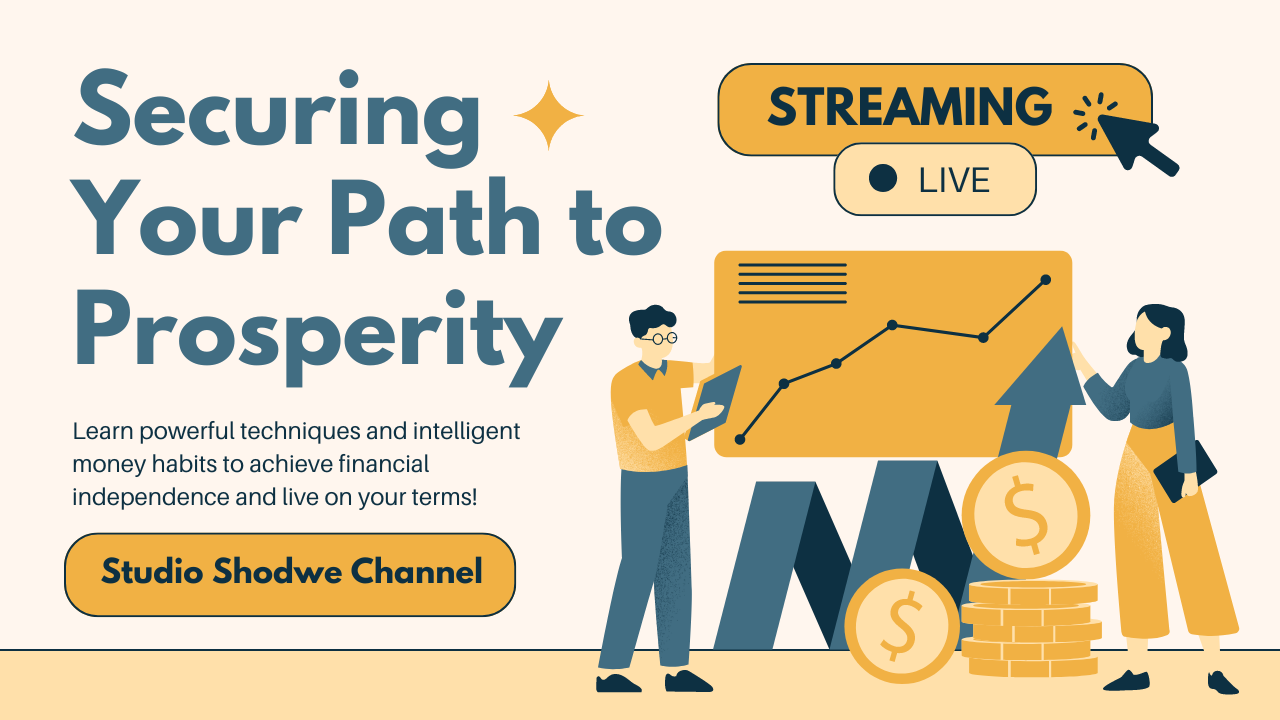 Securing
Your Path to
Prosperity
Learn powerful techniques and intelligent
money habits to achieve financial
independence and live on your terms!
Studio Shodwe Channel
STREAMING
LIVE
$
$